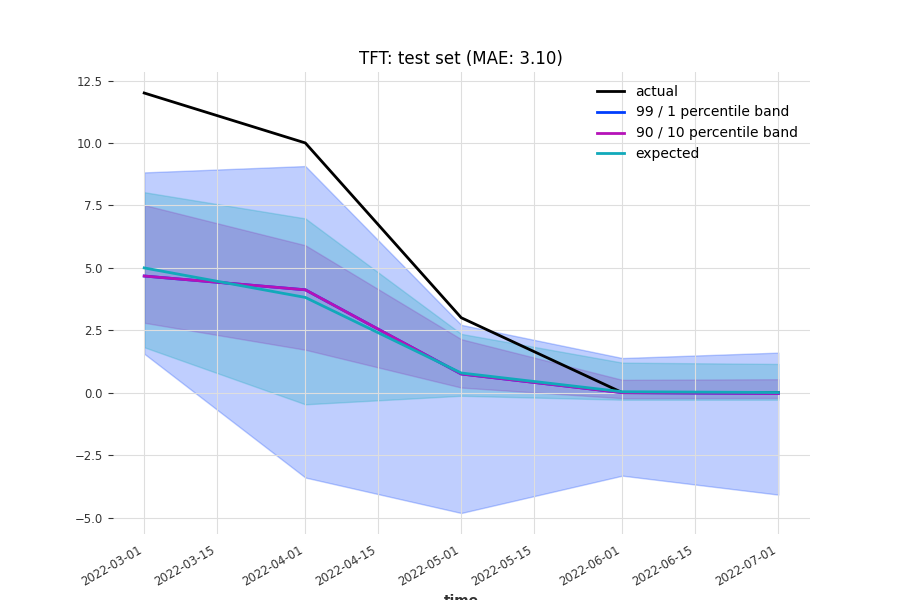 TFT: test set (MAE: 3.10)
actual
99 / 1 percentile band
90 / 10 percentile band
expected
12.5
10.0
7.5
5.0
2.5
0.0
−2.5
−5.0
2022-03-01
2022-03-15
2022-04-01
2022-04-15
2022-05-01
2022-05-15
2022-06-01
2022-06-15
2022-07-01
time